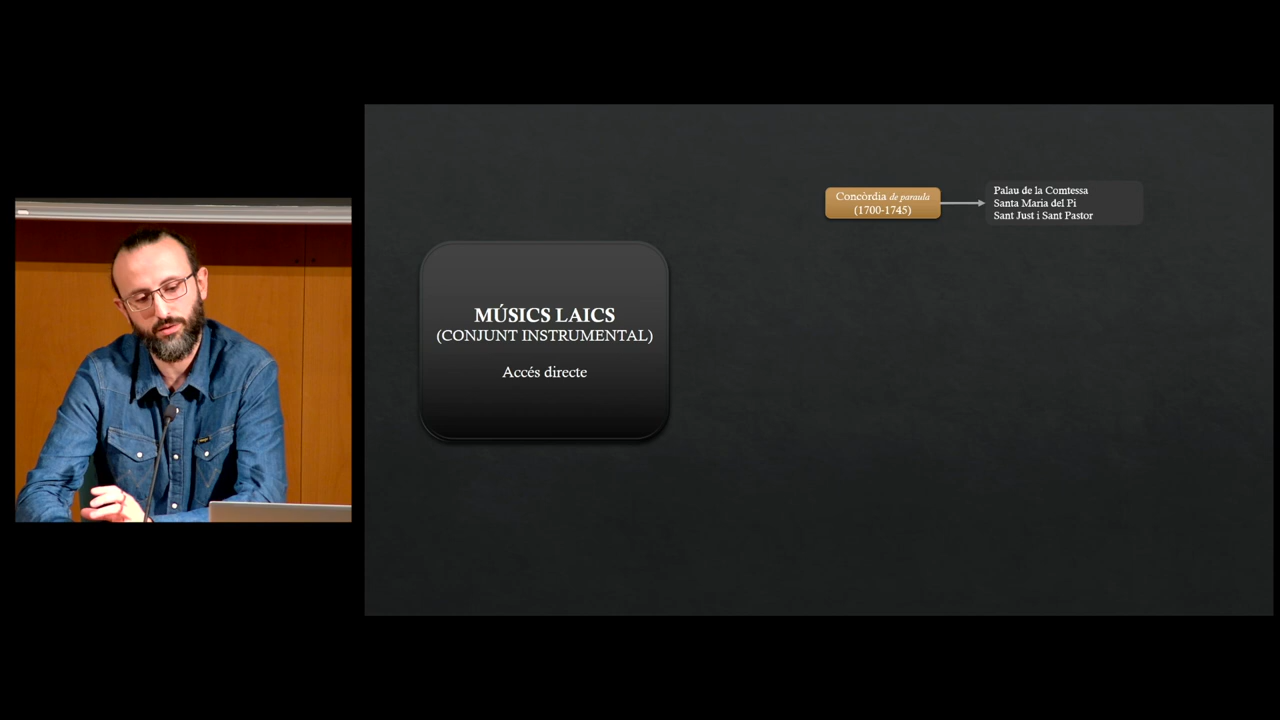 MÚSICS LAICS
(CONJUNT INSTRUMENTAL)
Accés directe
Concòrdia de paraula
(1700-1745)
Palau de la Comtessa
Santa Maria del Pi
Sant Just i Sant Pastor